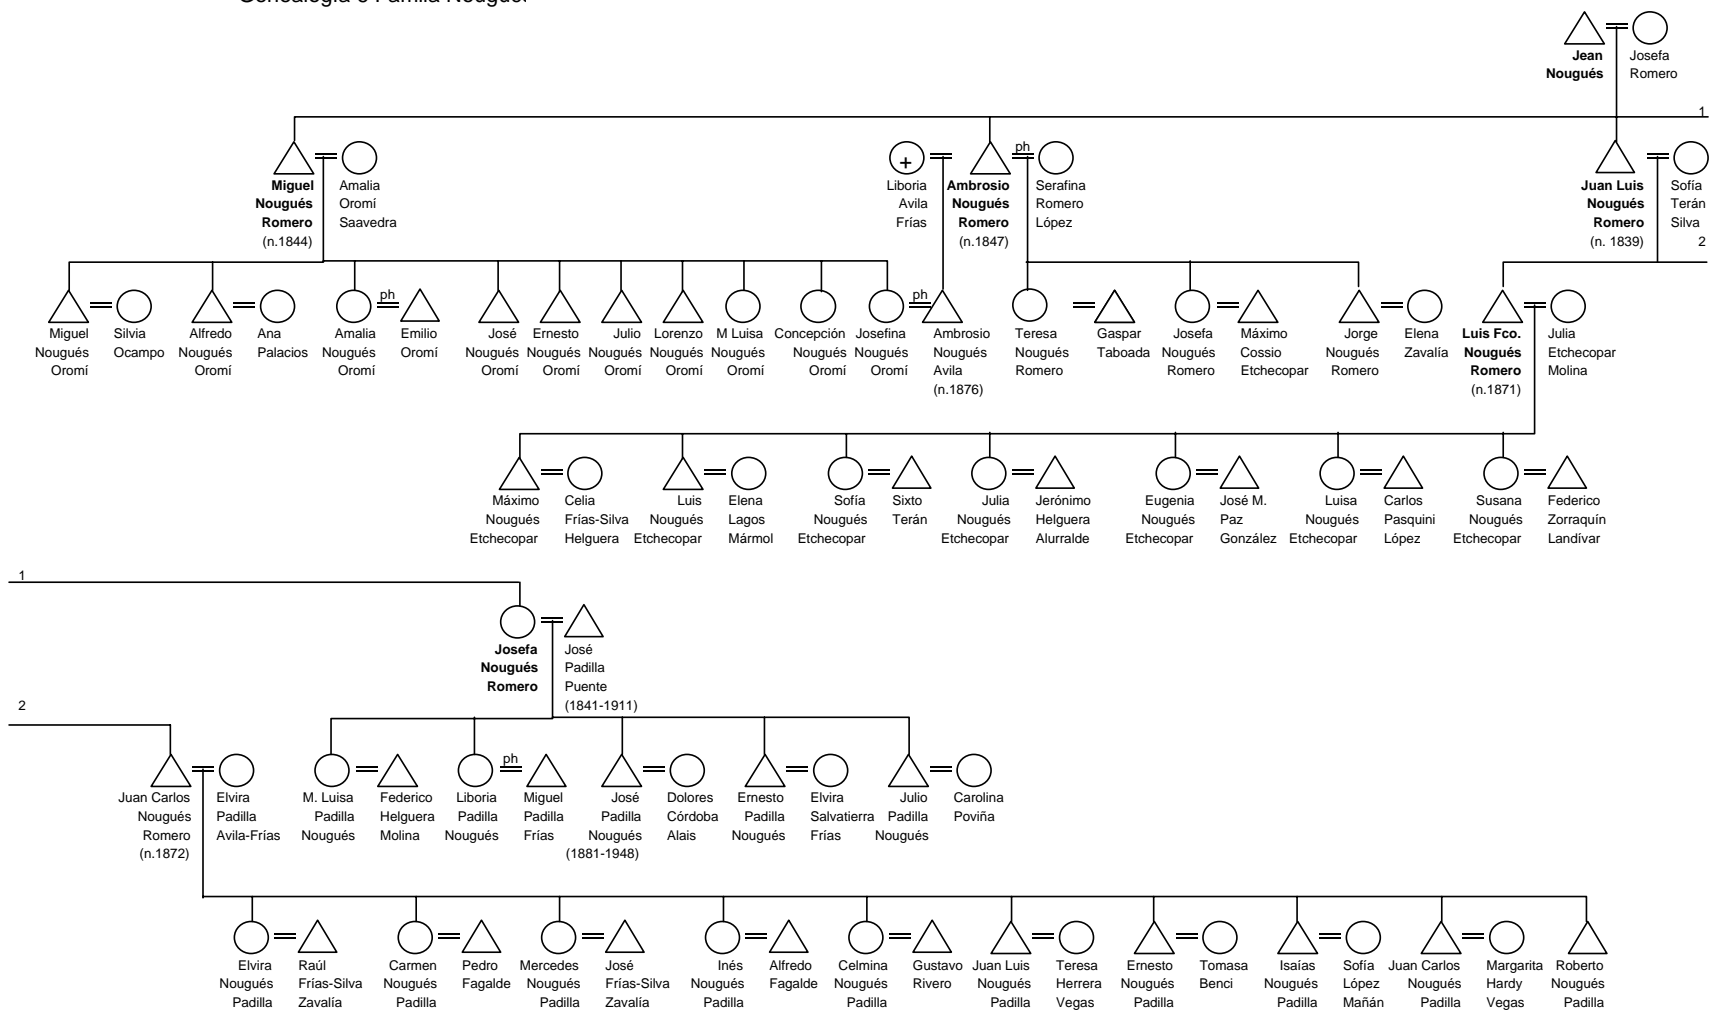 Jean
Nougués
Josefa
Romero
1
ph
Miguel
Nougués
Romero
(n.1844)
Amalia
Oromí
Saavedra
+
Liboria
Avila
Frías
Ambrosio
Nougués
Romero
(n.1847)
Serafina
Romero
López
Juan Luis
Nougués
Romero
(n. 1839)
Sofía
Terán
Silva
2
ph
ph
Miguel
Nougués
Oromí
Silvia
Ocampo
Alfredo
Nougués
Oromí
Ana
Palacios
Amalia
Nougués
Oromí
Emilio
Oromí
José
Nougués
Oromí
Ernesto
Nougués
Oromí
Julio
Nougués
Oromí
Lorenzo
Nougués
Oromí
M Luisa
Nougués
Oromí
Concepción
Nougués
Oromí
Josefina
Nougués
Oromí
Ambrosio
Nougués
Avila
(n.1876)
Teresa
Nougués
Romero
Gaspar
Taboada
Josefa
Nougués
Romero
Máximo
Cossio
Etchecopar
Jorge
Nougués
Romero
Elena
Zavalía
Luis Fco.
Nougués
Romero
(n.1871)
Julia
Etchecopar
Molina
Máximo
Nougués
Etchecopar
Celia
Frías-Silva
Helguera
Luis
Nougués
Etchecopar
Elena
Lagos
Mármol
Sofía
Nougués
Etchecopar
Sixto
Terán
Julia
Nougués
Etchecopar
Jerónimo
Helguera
Alurralde
Eugenia
Nougués
Etchecopar
José M.
Paz
González
Luisa
Nougués
Etchecopar
Carlos
Pasquini
López
Susana
Nougués
Etchecopar
Federico
Zorraquín
Landívar
1
Josefa
Nougués
Romero
José
Padilla
Puente
(1841-1911)
2
ph
Juan Carlos
Nougués
Romero
(n.1872)
Elvira
Padilla
Avila-Frías
M. Luisa
Padilla
Nougués
Federico
Helguera
Molina
Liboria
Padilla
Nougués
Miguel
Padilla
Frías
José
Padilla
Nougués
(1881-1948)
Dolores
Córdoba
Alais
Ernesto
Padilla
Nougués
Elvira
Salvatierra
Frías
Julio
Padilla
Nougués
Carolina
Poviña
Elvira
Nougués
Padilla
Raúl
Frías-Silva
Zavalía
Carmen
Nougués
Padilla
Pedro
Fagalde
Mercedes
Nougués
Padilla
José
Frías-Silva
Zavalía
Inés
Nougués
Padilla
Alfredo
Fagalde
Celmina
Nougués
Padilla
Gustavo
Rivero
Juan Luis
Nougués
Padilla
Teresa
Herrera
Vegas
Ernesto
Nougués
Padilla
Tomasa
Benci
Isaías
Nougués
Padilla
Sofía
López
Mañán
Juan Carlos
Nougués
Padilla
Margarita
Hardy
Vegas
Roberto
Nougués
Padilla